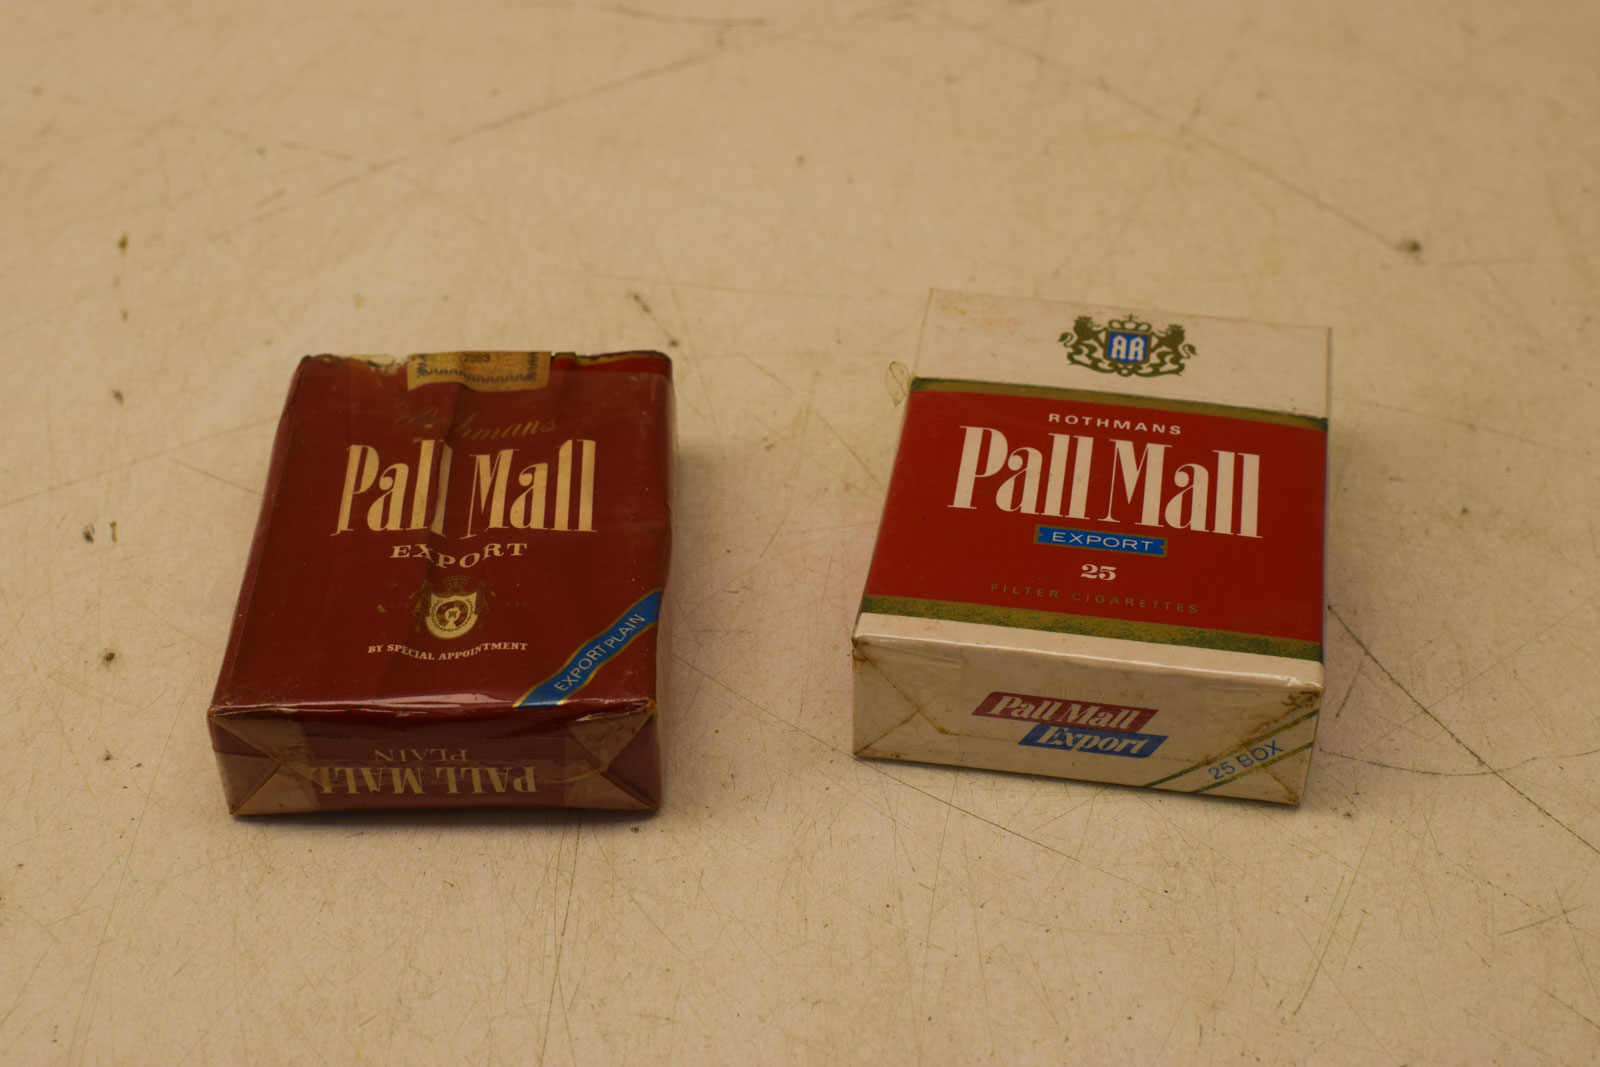 Rothmans
Pall Mall
EXPORT
BY SPECIAL APPOINTMENT
EXPORT PLAIN
PALL MALL
PLAIN
AR
ROTHMANS
Pall Mall
EXPORT
25
FILTER CIGARETTES
Pall Mall
Export
25 BOX